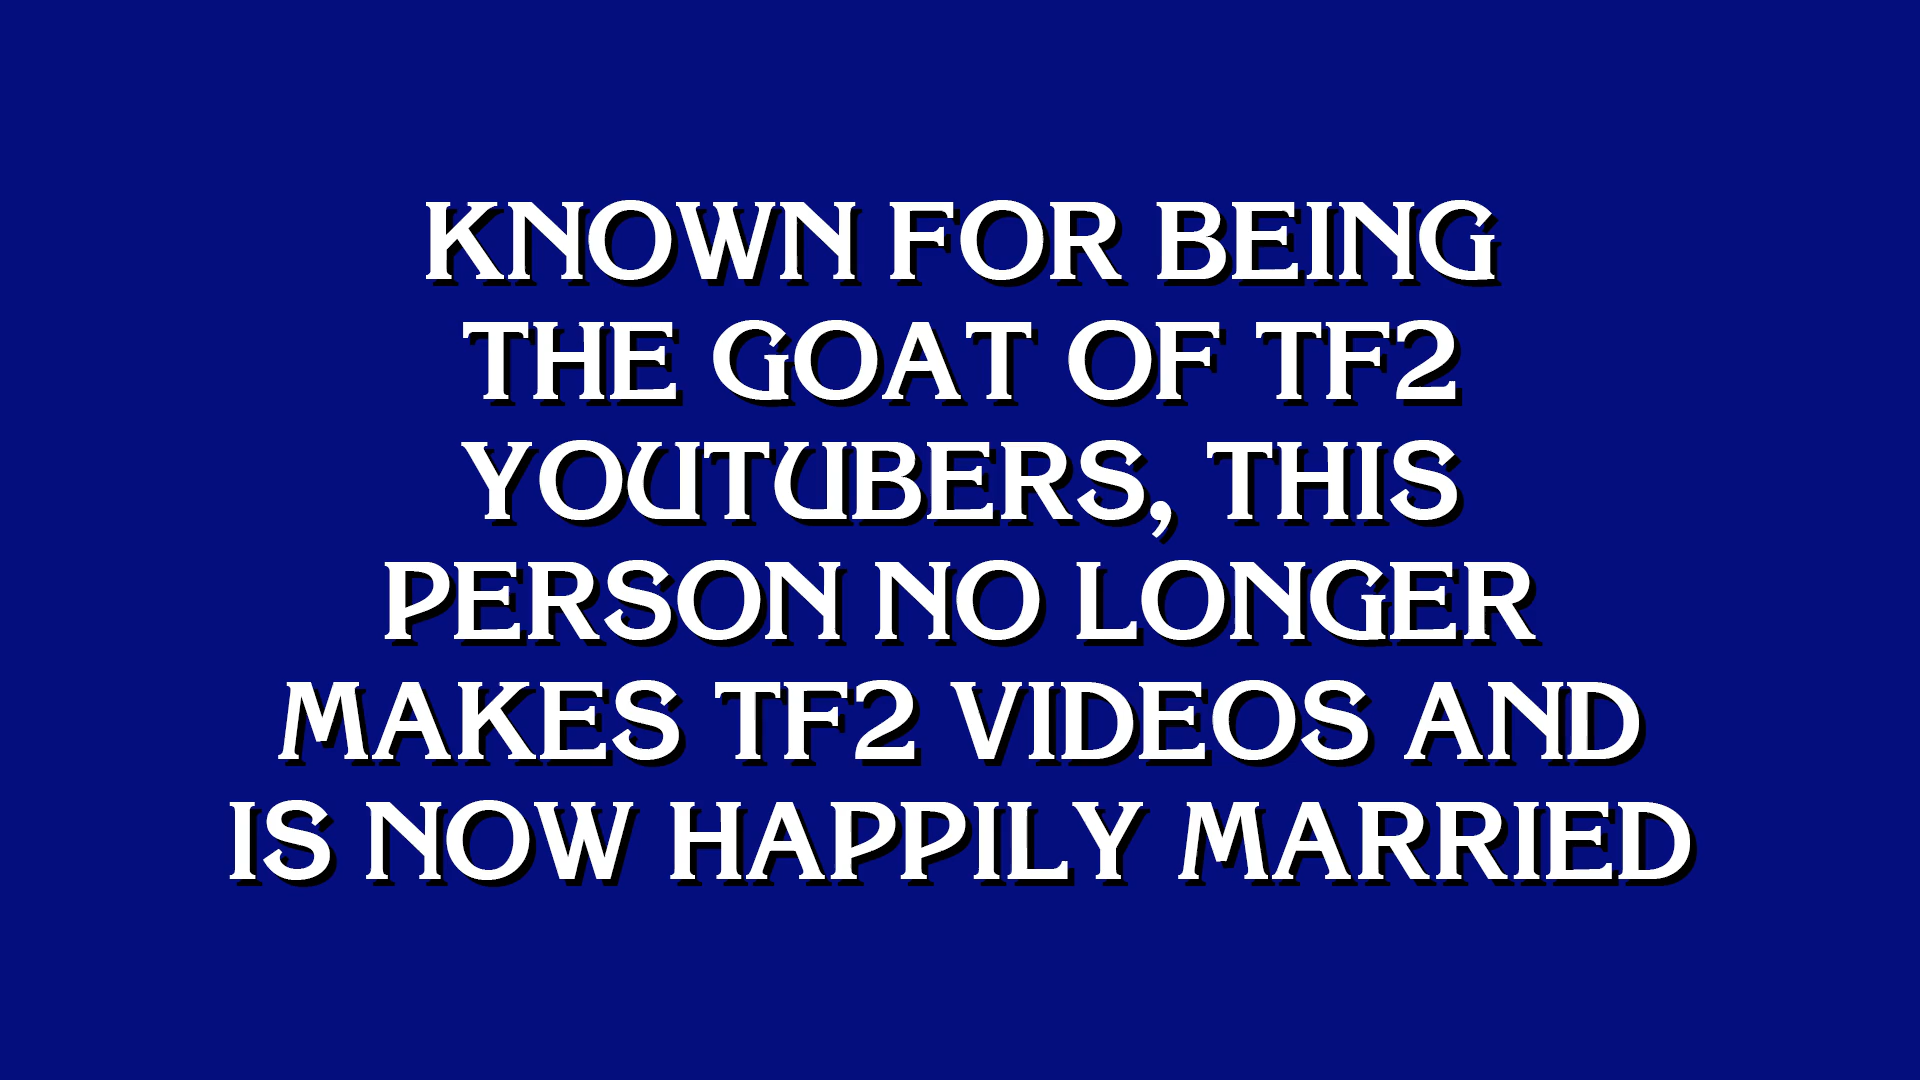 KNOWN FOR BEING
THE GOAT OF TF2
YOUTUBERS, THIS
PERSON NO LONGER
MAKES TF2 VIDEOS AND
IS NOW HAPPILY MARRIED